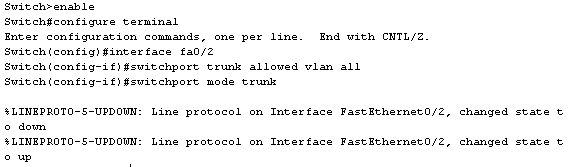 Switch>enable
Switch#configure terminal
Enter configuration commands, one per line.  End with CNTL/Z.
Switch(config)#interface fa0/2
Switch(config-if)#switchport trunk allowed vlan all
Switch(config-if)#switchport mode trunk
%LINEPROTO-5-UPDOWN: Line protocol on Interface FastEthernet0/2, changed state t
o down
%LINEPROTO-5-UPDOWN: Line protocol on Interface FastEthernet0/2, changed state t
o up